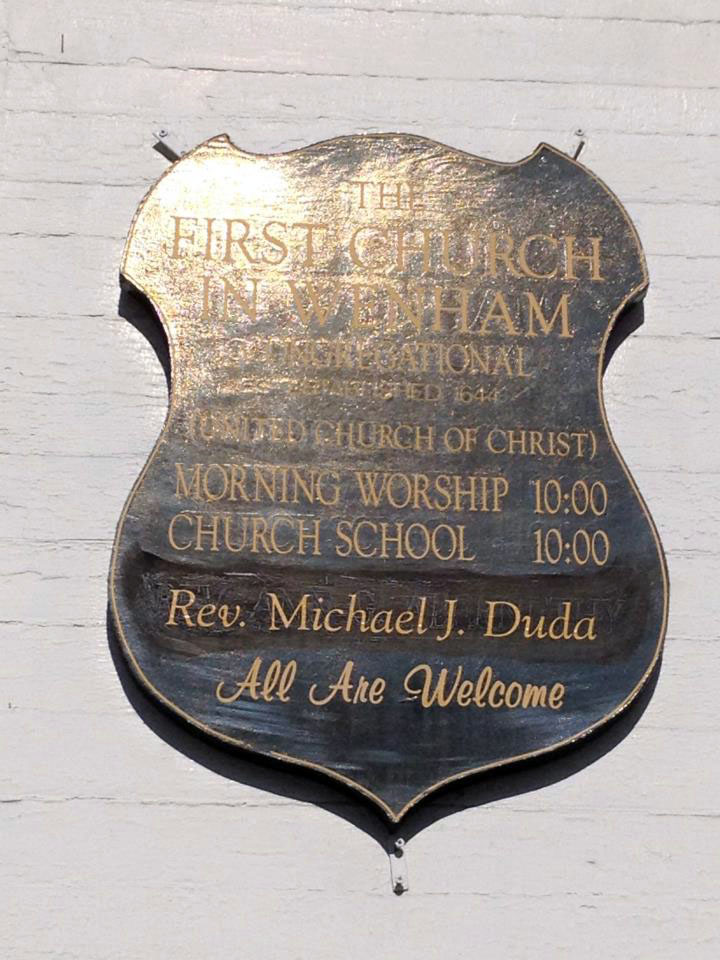 THE
FIRST CHURCH
IN WENHAM
CONGREGATIONAL
ESTABLISHED 1644
(UNITED CHURCH OF CHRIST)
MORNING WORSHIP 10:00
CHURCH SCHOOL 10:00
Rev. Michael J. Duda
All Are Welcome